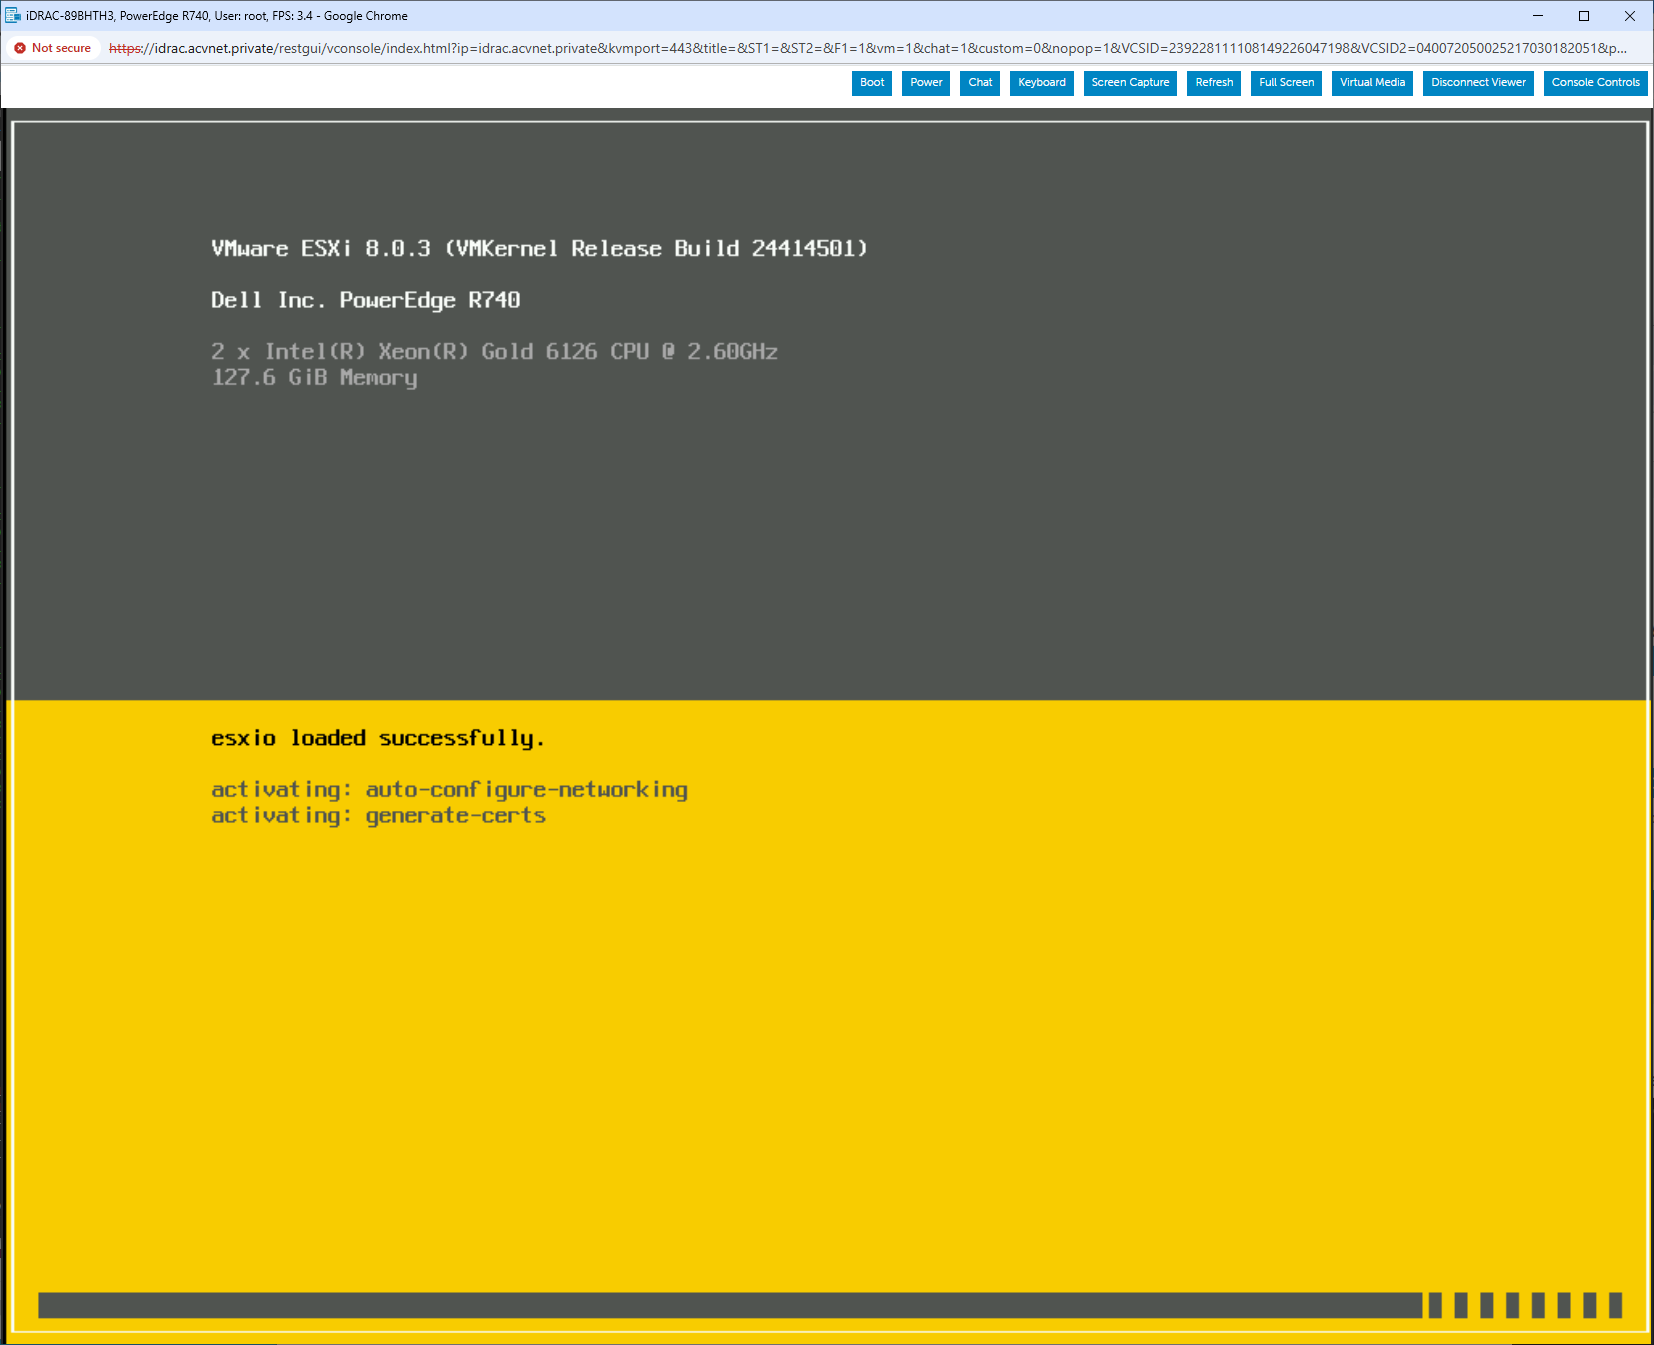 iDRAC-89BHTH3, PowerEdge R740, User: root, FPS: 3.4 - Google Chrome
Not secure https://idrac.acvnet.private/restgui/vconsole/index.html?ip=idrac.acvnet.private&kvmport=443&title=&ST1=&ST2=&F1=1&vm=1&chat=1&custom=0&nopop=1&VCSID=239228111108149226047198&VCSID2=040072050025217030182051&p...
Boot Power Chat Keyboard Screen Capture Refresh Full Screen Virtual Media Disconnect Viewer Console Controls
VMware ESXi 8.0.3 (VMKernel Release Build 24414501)
Dell Inc. PowerEdge R740
2 x Intel(R) Xeon(R) Gold 6126 CPU @ 2.60GHz
127.6 GiB Memory
esxio loaded successfully.
activating: auto-configure-networking
activating: generate-certs